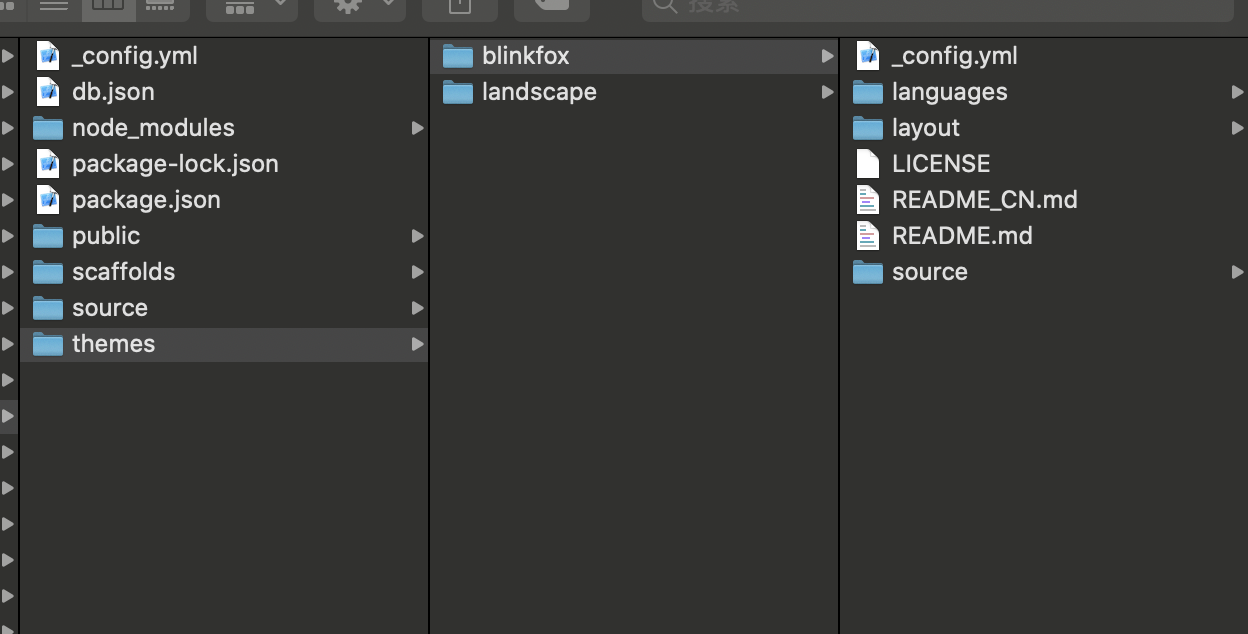 搜索
_config.yml
db.json
node_modules
package-lock.json
package.json
public
scaffolds
source
themes
blinkfox
landscape
_config.yml
languages
layout
LICENSE
README_CN.md
README.md
source